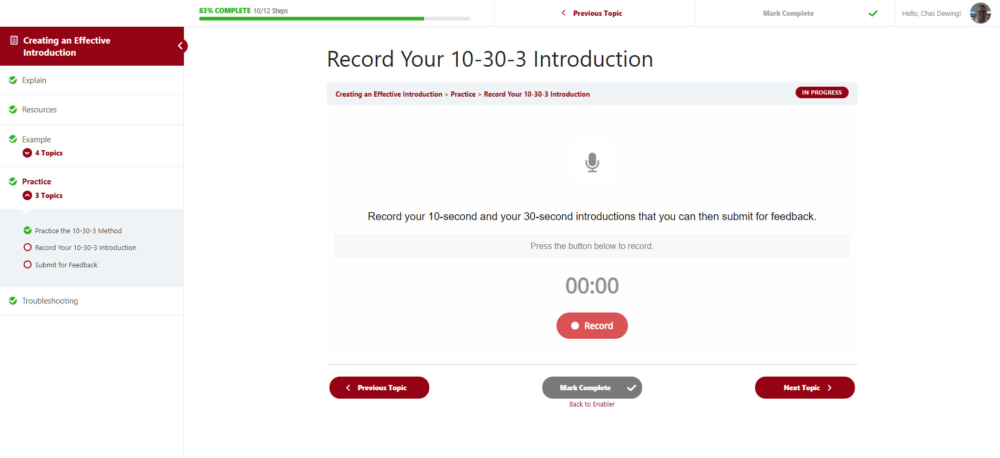 83% COMPLETE 10/12 Steps
Previous Topic
Mark Complete
Hello, Chas Dewing!
Creating an Effective
Introduction
Explain
Resources
Example
4 Topics
Practice
3 Topics
Practice the 10-30-3 Method
Record Your 10-30-3 Introduction
Submit for Feedback
Troubleshooting
Record Your 10-30-3 Introduction
Creating an Effective Introduction > Practice > Record Your 10-30-3 Introduction
IN PROGRESS
Record your 10-second and your 30-second introductions that you can then submit for feedback.
Press the button below to record.
00:00
Record
Previous Topic
Mark Complete
Next Topic
Back to Enabler